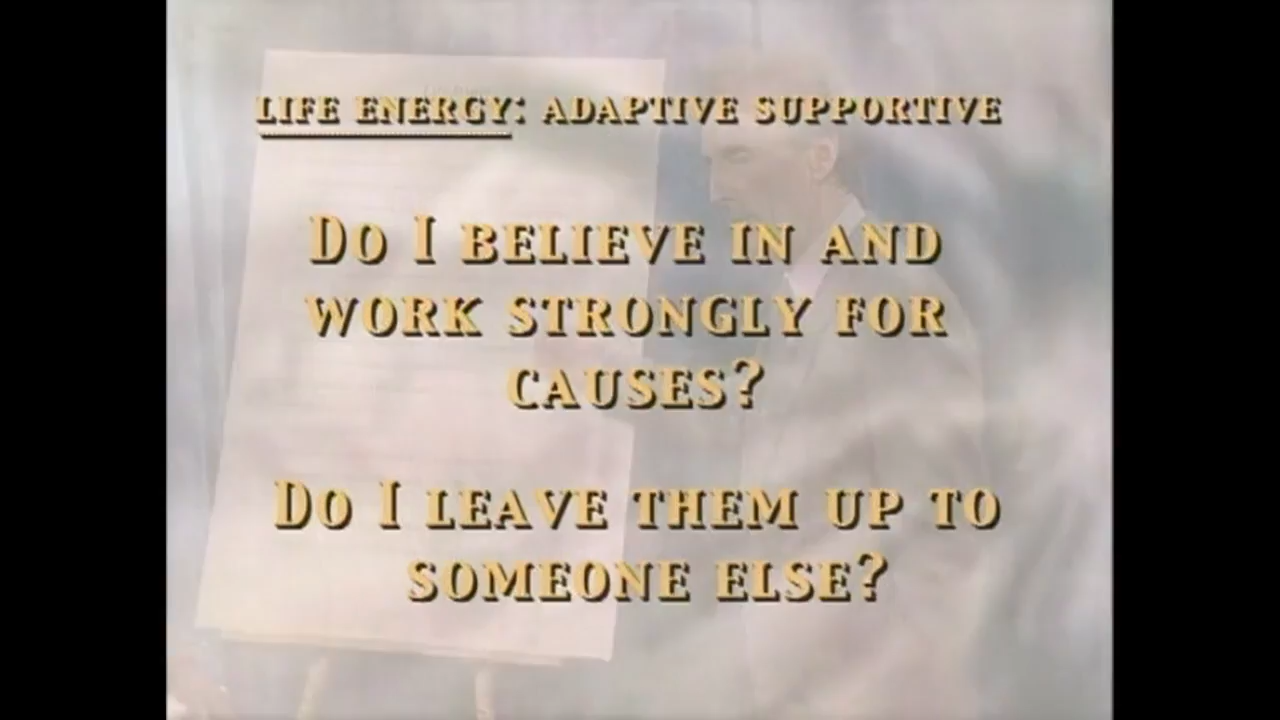 LIFE ENERGY: ADAPTIVE SUPPORTIVE
DO I BELIEVE IN AND
WORK STRONGLY FOR
CAUSES?
DO I LEAVE THEM UP TO
SOMEONE ELSE?